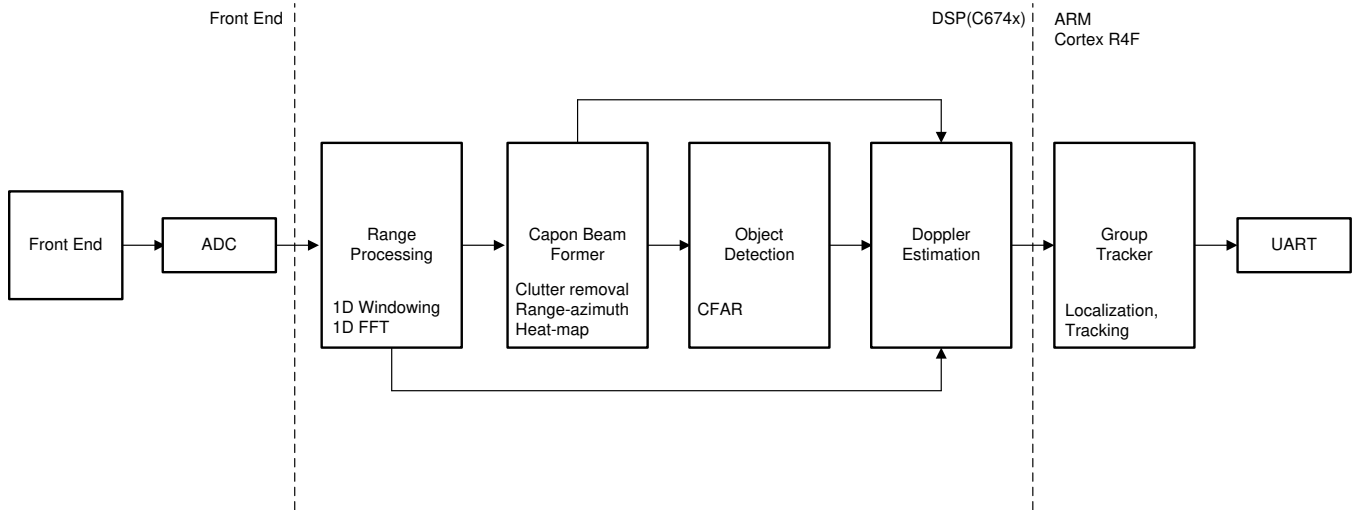 Front End
DSP(C674x)
ARM
Cortex R4F
Front End
ADC
Range
Processing
1D Windowing
1D FFT
Capon Beam
Former
Clutter removal
Range-azimuth
Heat-map
Object
Detection
CFAR
Doppler
Estimation
Group
Tracker
Localization,
Tracking
UART